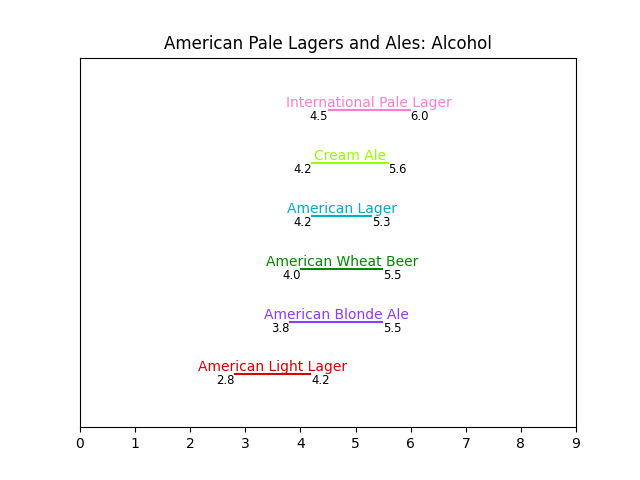 American Pale Lagers and Ales: Alcohol
International Pale Lager
4.5 6.0
Cream Ale
4.2 5.6
American Lager
4.2 5.3
American Wheat Beer
4.0 5.5
American Blonde Ale
3.8 5.5
American Light Lager
2.8 4.2
0 1 2 3 4 5 6 7 8 9